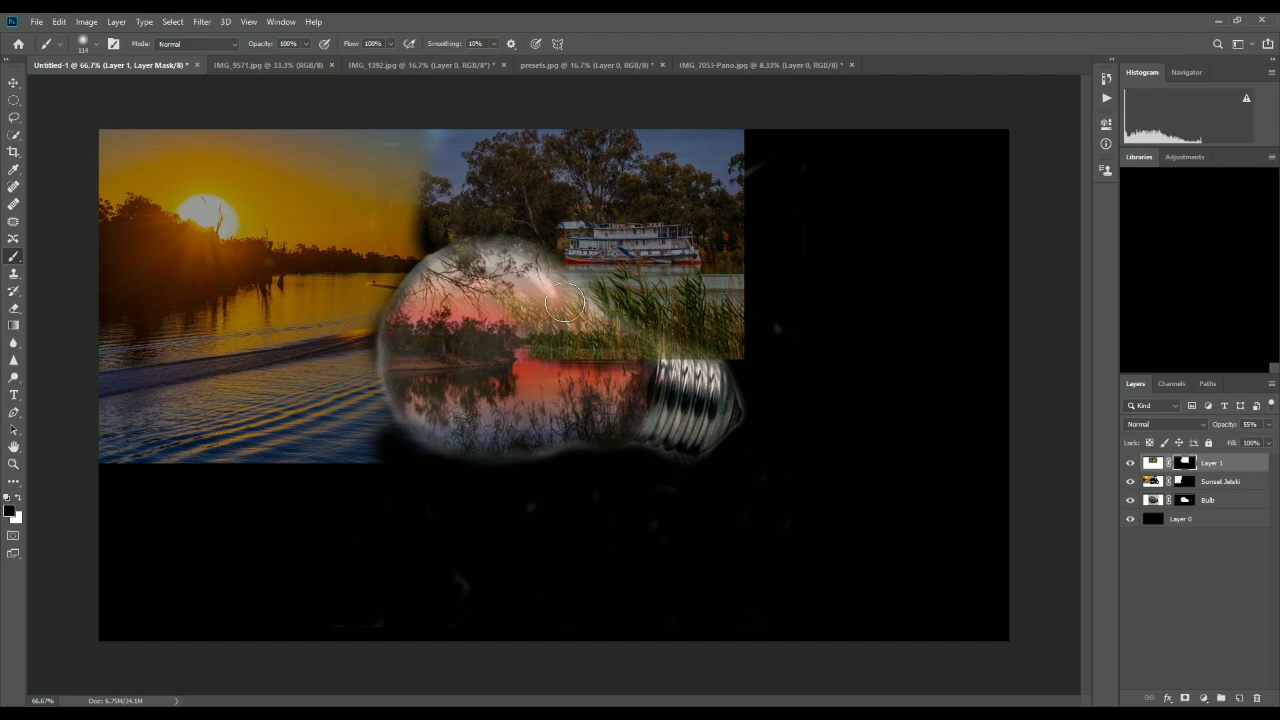 Ps File Edit Image Layer Type Select Filter 3D View Window Help
114 Mode: Normal Opacity: 100% Flow: 100% Smoothing: 10%
Untitled-1 @ 66.7% (Layer 1, Layer Mask/8) * × IMG_9571.jpg @ 33.3% (RGB/8) × IMG_1392.jpg @ 16.7% (Layer 0, RGB/8*) * × presets.jpg @ 16.7% (Layer 0, RGB/8) * × IMG_7053-Pano.jpg @ 8.33% (Layer 0, RGB/8) * ×
Histogram Navigator
Libraries Adjustments
Layers Channels Paths
Kind
Normal Opacity: 55%
Lock: Fill: 100%
Layer 1
Sunset Jetski
Bulb
Layer 0
66.67% Doc: 6.75M/24.1M